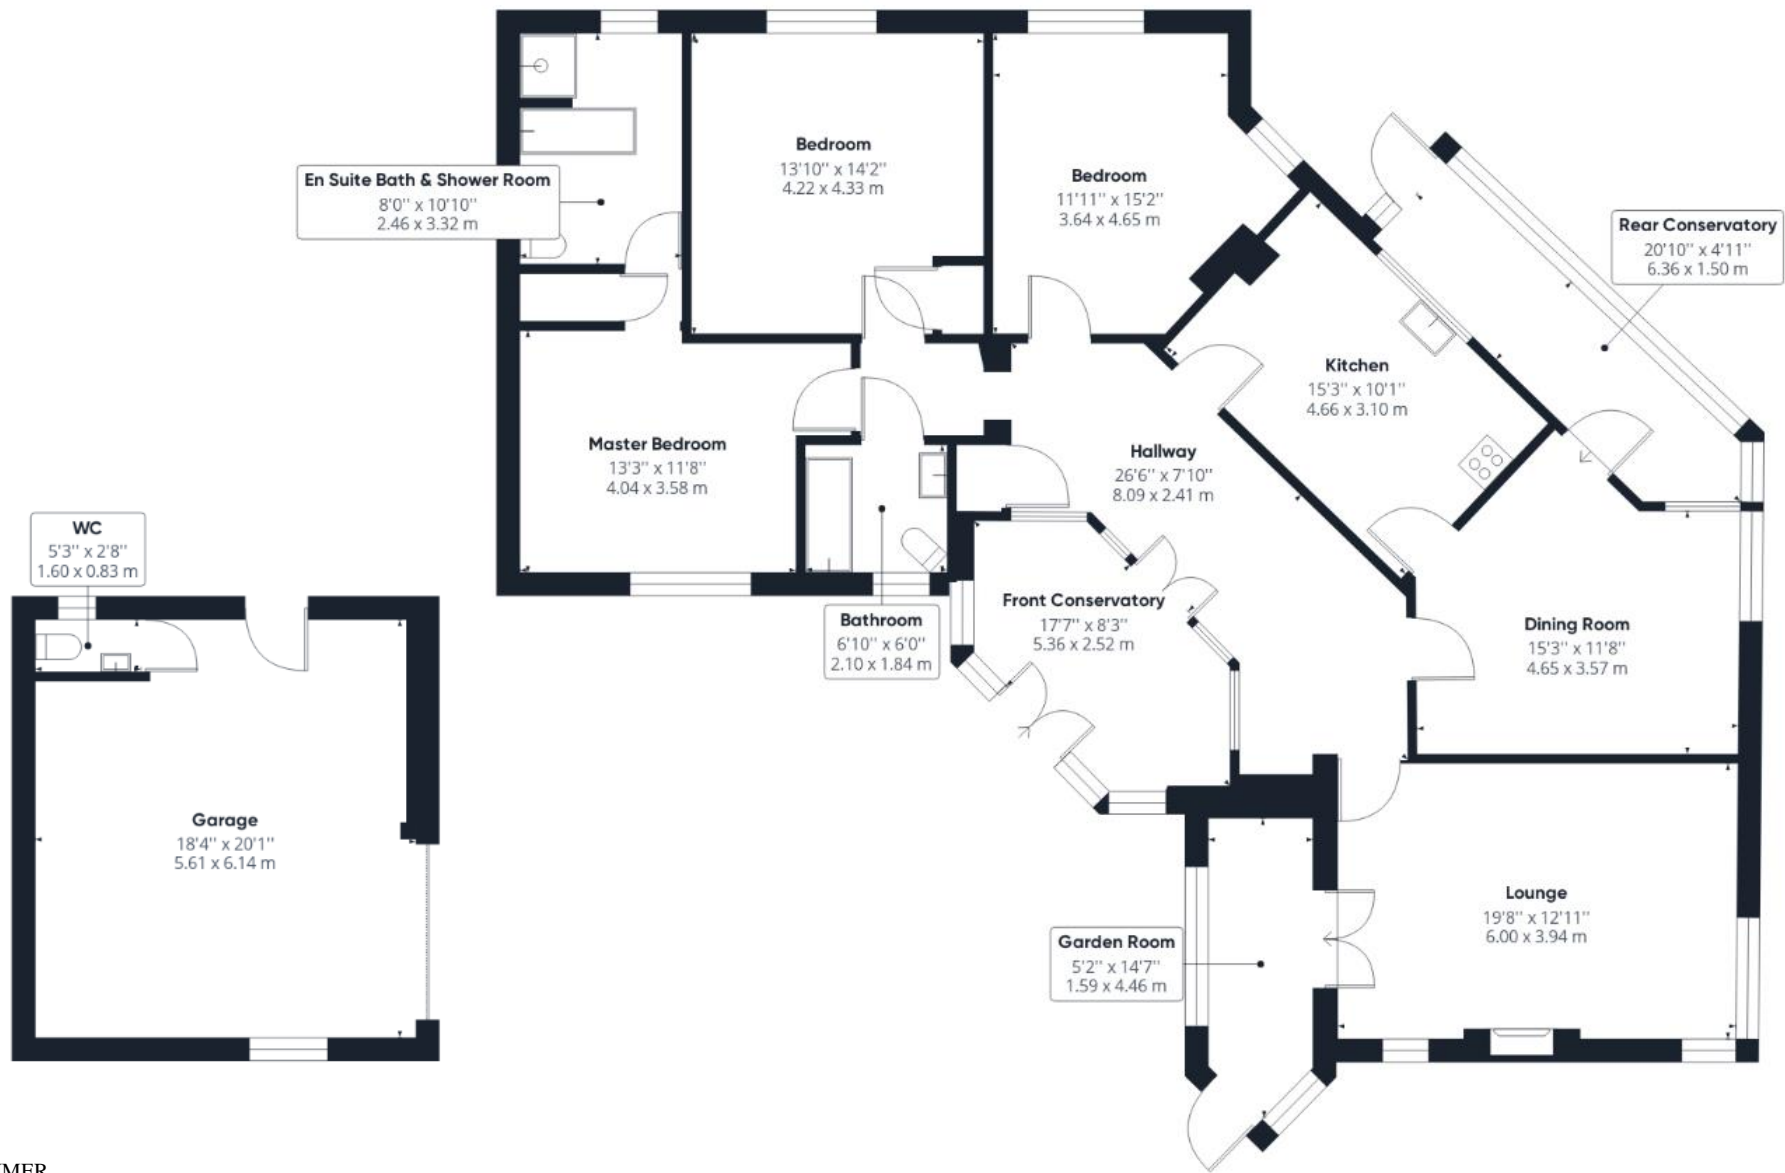 En Suite Bath & Shower Room
8'0'' x 10'10''
2.46 x 3.32 m
Bedroom
13'10'' x 14'2''
4.22 x 4.33 m
Bedroom
11'11'' x 15'2''
3.64 x 4.65 m
Rear Conservatory
20'10'' x 4'11''
6.36 x 1.50 m
Kitchen
15'3'' x 10'1''
4.66 x 3.10 m
Master Bedroom
13'3'' x 11'8''
4.04 x 3.58 m
Hallway
26'6'' x 7'10''
8.09 x 2.41 m
WC
5'3'' x 2'8''
1.60 x 0.83 m
Bathroom
6'10'' x 6'0''
2.10 x 1.84 m
Front Conservatory
17'7'' x 8'3''
5.36 x 2.52 m
Dining Room
15'3'' x 11'8''
4.65 x 3.57 m
Garage
18'4'' x 20'1''
5.61 x 6.14 m
Garden Room
5'2'' x 14'7''
1.59 x 4.46 m
Lounge
19'8'' x 12'11''
6.00 x 3.94 m